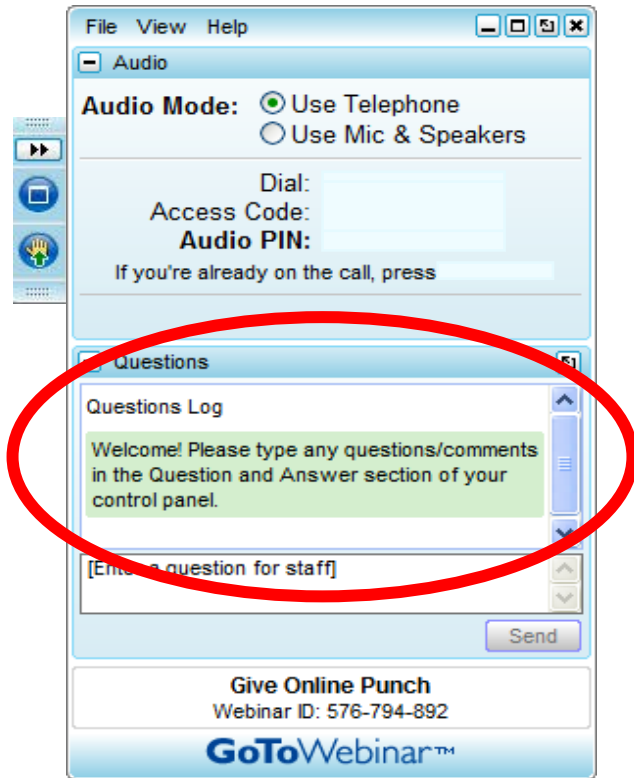 File View Help
Audio
Audio Mode: Use Telephone
Use Mic & Speakers
Dial:
Access Code:
Audio PIN:
If you're already on the call, press
Questions
Questions Log
Welcome! Please type any questions/comments
in the Question and Answer section of your
control panel.
[Enter a question for staff]
Send
Give Online Punch
Webinar ID: 576-794-892
GoToWebinar™